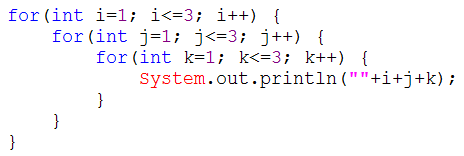 for(int i=1; i<=3; i++) {
    for(int j=1; j<=3; j++) {
        for(int k=1; k<=3; k++) {
            System.out.println(""+i+j+k);
        }
    }
}